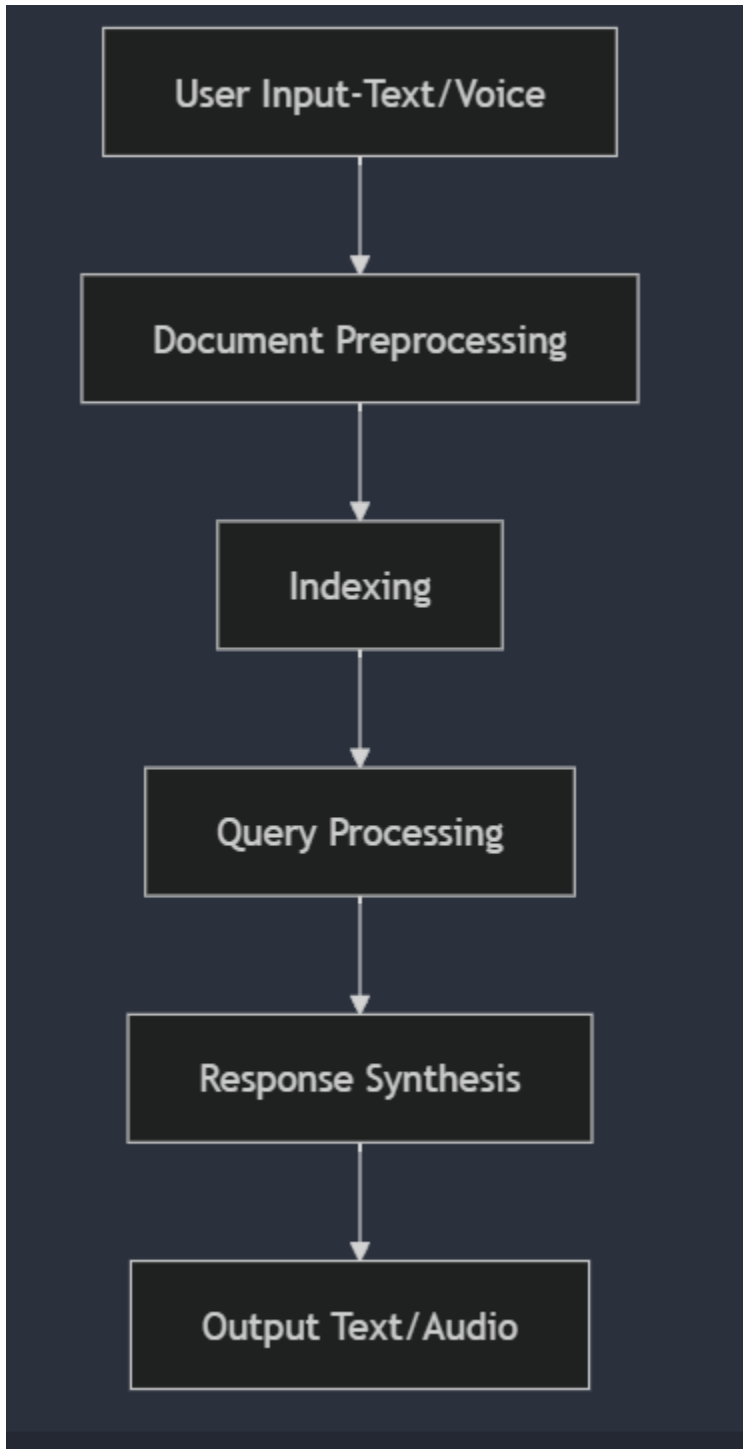 User Input-Text/Voice
Document Preprocessing
Indexing
Query Processing
Response Synthesis
Output Text/Audio